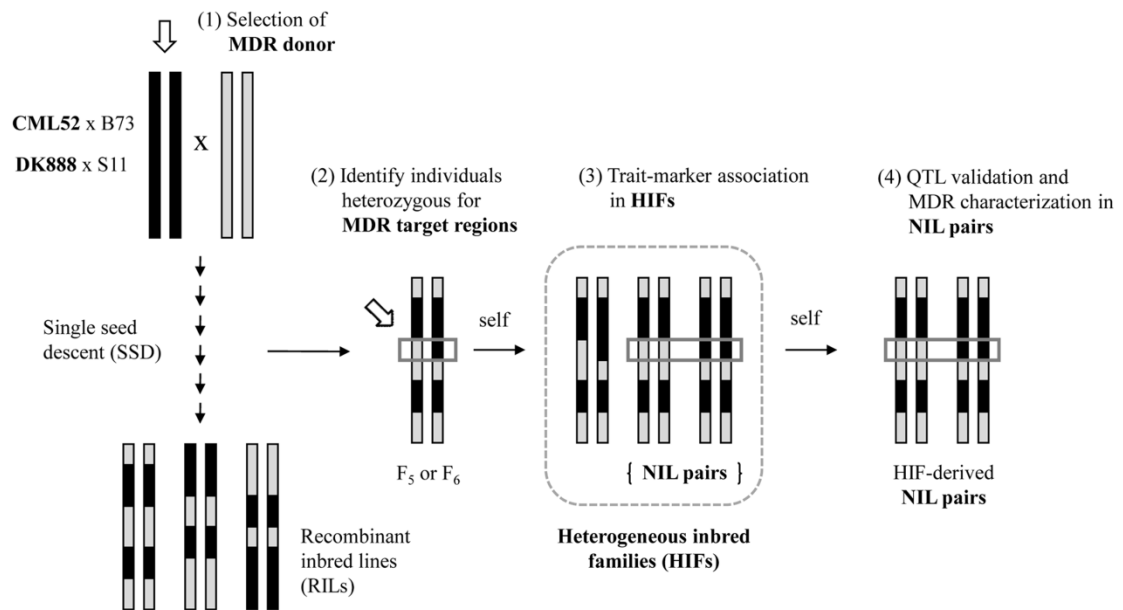 (1) Selection of
MDR donor
CML52 x B73
DK888 x S11
X
Single seed
descent (SSD)
Recombinant
inbred lines
(RILs)
(2) Identify individuals
heterozygous for
MDR target regions
F5 or F6
self
(3) Trait-marker association
in HIFs
{ NIL pairs }
Heterogeneous inbred
families (HIFs)
self
(4) QTL validation and
MDR characterization in
NIL pairs
HIF-derived
NIL pairs